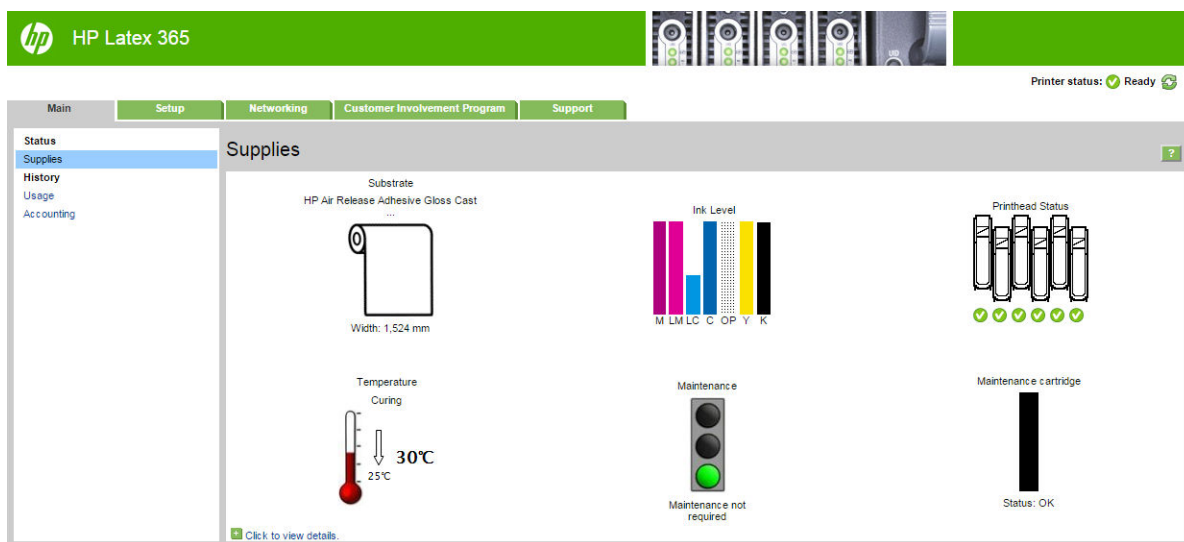 hp HP Latex 365
Printer status: Ready
Main Setup Networking Customer Involvement Program Support
Status
Supplies
History
Usage
Accounting
Supplies
?
Substrate
HP Air Release Adhesive Gloss Cast
...
Width: 1,524 mm
Ink Level
M LM LC C OP Y K
Printhead Status
Temperature
Curing
30°C
25°C
Maintenance
Maintenance not
required
Maintenance cartridge
Status: OK
Click to view details.